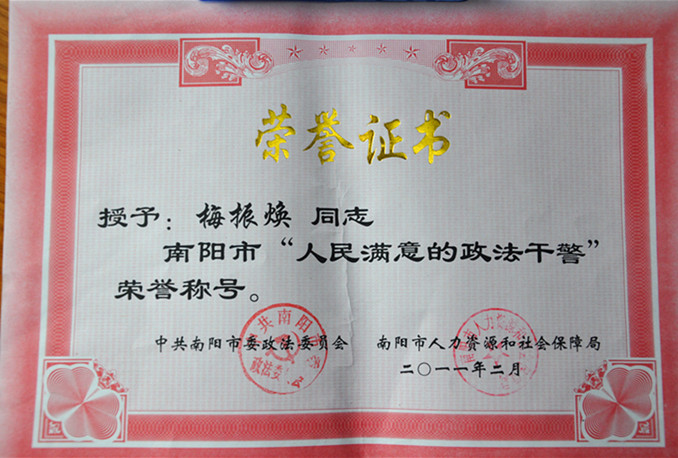 荣誉证书
授予：梅振焕 同志
南阳市“人民满意的政法干警”
荣誉称号。
中共南阳市委政法委员会 南阳市人力资源和社会保障局
二〇一一年二月